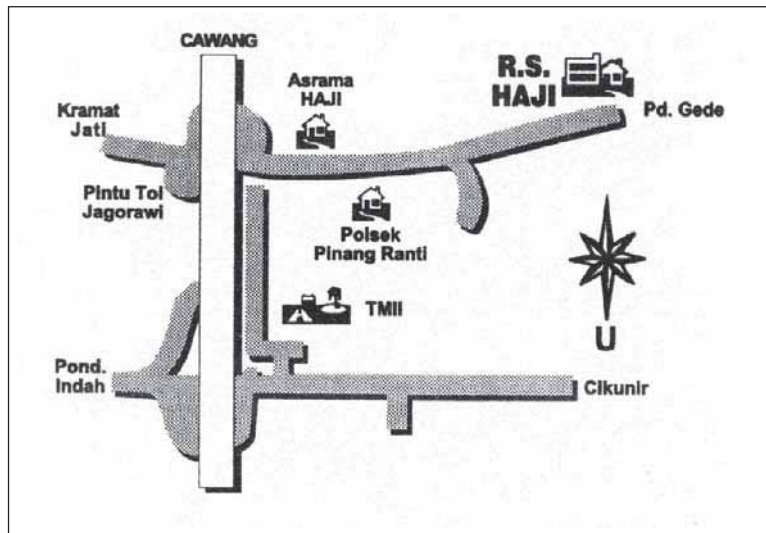 CAWANG
Asrama
HAJI
R.S.
HAJI
Kramat
Jati
Pd. Gede
Pintu Tol
Jagorawi
Polsek
Pinang Ranti
TMII
U
Pond.
Indah
Cikunir